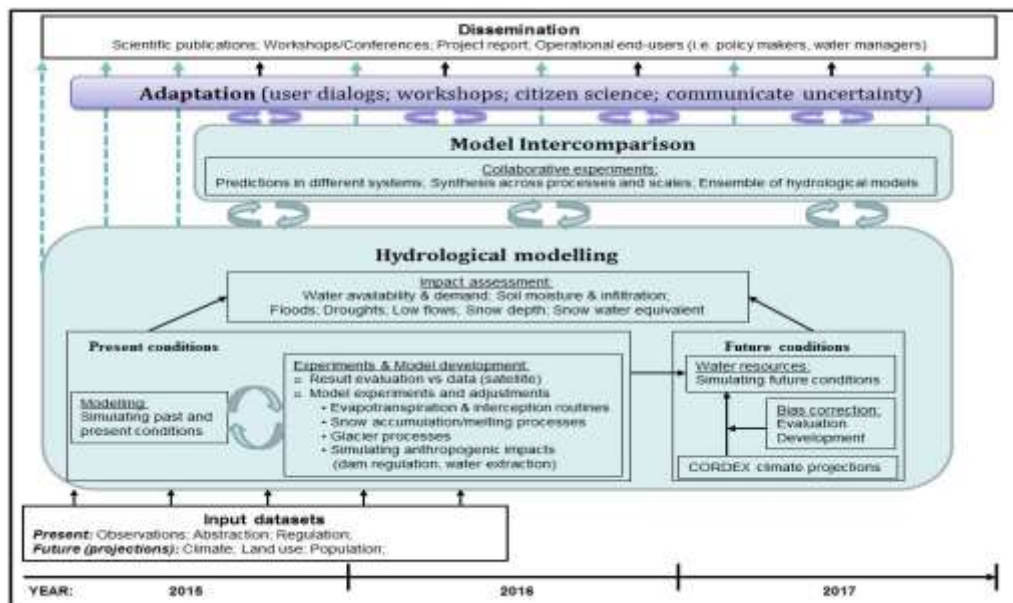 Dissemination
Scientific publications; Workshops/Conferences; Project report; Operational end-users (i.e. policy makers, water managers)
Adaptation (user dialogs; workshops; citizen science; communicate uncertainty)
Model Intercomparison
Collaborative experiments:
Predictions in different systems; Synthesis across processes and scales; Ensemble of hydrological models
Hydrological modelling
Impact assessment:
Water availability & demand; Soil moisture & infiltration;
Floods; Droughts; Low flows; Snow depth; Snow water equivalent
Present conditions
Modelling:
Simulating past and
present conditions
Experiments & Model development:
Result evaluation vs data (satellite)
Model experiments and adjustments
• Evapotranspiration & interception routines
• Snow accumulation/melting processes
• Glacier processes
• Simulating anthropogenic impacts
(dam regulation, water extraction)
Future conditions
Water resources:
Simulating future conditions
Bias correction:
Evaluation
Development
CORDEX climate projections
Input datasets
Present: Observations; Abstraction; Regulation;
Future (projections): Climate; Land use; Population;
YEAR: 2015 2016 2017